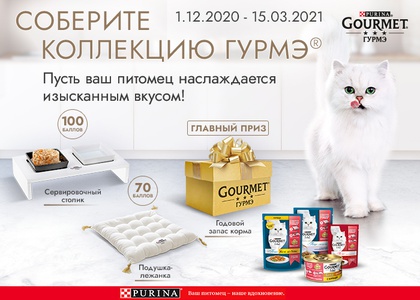 СОБЕРИТЕ
КОЛЛЕКЦИЮ ГУРМЭ®
1.12.2020 - 15.03.2021
PURINA
GOURMET
ГУРМЭ
Пусть ваш питомец наслаждается
изысканным вкусом!
100
БАЛЛОВ
Сервировочный
столик
70
БАЛЛОВ
Подушка-
лежанка
ГЛАВНЫЙ ПРИЗ
GOURMET
ГУРМЭ
Годовой
запас корма
PURINA
Ваш питомец – наше вдохновение.